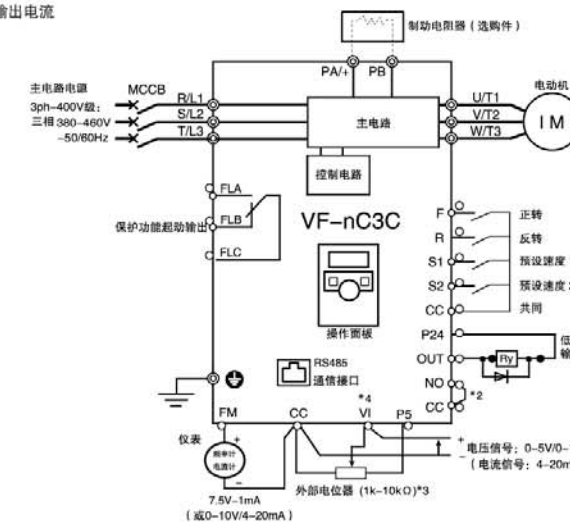 输出电流
制动电阻器（选购件）
PA/+ PB
主电路电源 MCCB
3ph-400V级：
三相 380-460V
-50/60Hz
R/L1
S/L2
T/L3
主电路
控制电路
U/T1
V/T2
W/T3
电动机
IM
FLA
FLB
FLC
保护功能起动输出
VF-nC3C
操作面板
RS485
通信接口
F 正转
R 反转
S1 预设速度
S2 预设速度
CC 共同
P24
OUT
Ry
NO
CC
*2
FM CC VI P5
*4
仪表
频率计
电流计
+
-
7.5V-1mA
（或0-10V/4-20mA）
外部电位器 (1k-10kΩ)*3
+
-
电压信号：0-5V/0-
（电流信号：4-20m